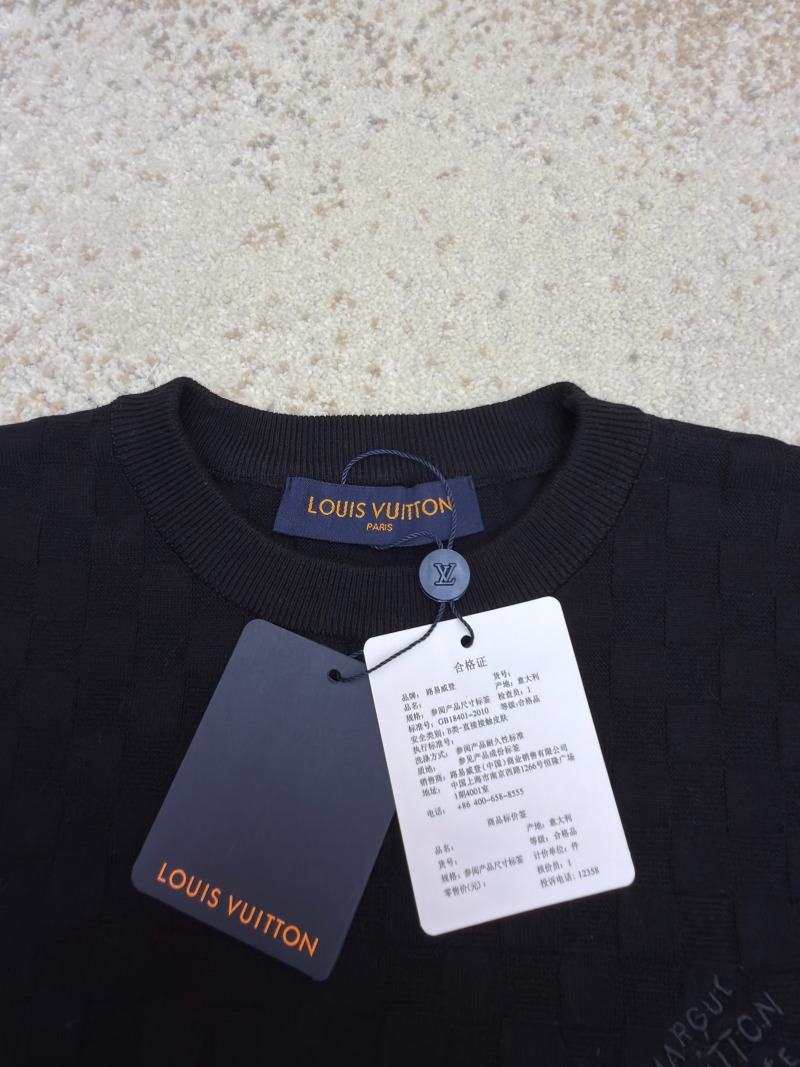 LOUIS VUITTON
PARIS
LV
LOUIS VUITTON
合格证
品牌: 路易威登 货号:
品名: 产地: 意大利
规格: 参阅产品尺寸标签 检查员: 1
标准号: GB18401-2010 等级: 合格品
安全类别: B类-直接接触皮肤
执行标准号:
洗涤方式: 参阅产品耐久性标准
质地: 参见产品成份标签
销售商: 路易威登(中国)商业销售有限公司
地址: 中国上海市南京西路1266号恒隆广场
1期4001室
电话: +86 400-658-8555
商品标价签
品名: 产地: 意大利
货号: 等级: 合格品
规格: 参阅产品尺寸标签 计价单位: 件
零售价(元): 核价员: 1
投诉电话: 12358